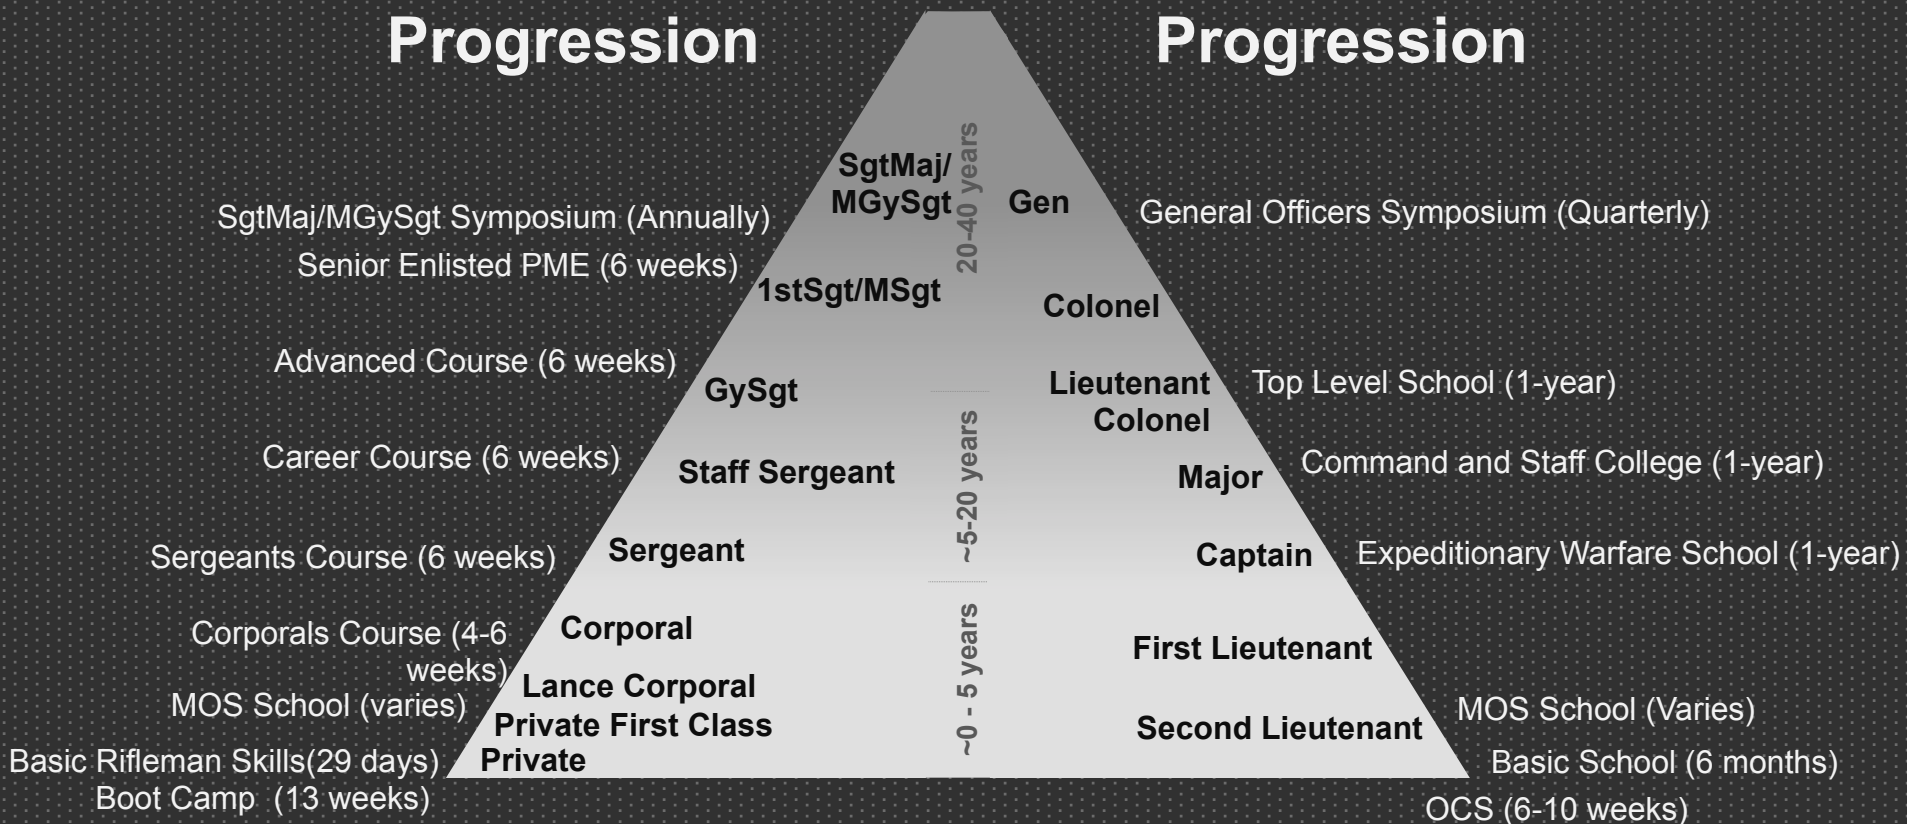 Progression
Progression
SgtMaj/
MGySgt
Gen
20-40 years
SgtMaj/MGySgt Symposium (Annually)
General Officers Symposium (Quarterly)
Senior Enlisted PME (6 weeks)
1stSgt/MSgt
Colonel
Advanced Course (6 weeks)
GySgt
Lieutenant
Colonel
Top Level School (1-year)
Career Course (6 weeks)
Staff Sergeant
~5-20 years
Major
Command and Staff College (1-year)
Sergeants Course (6 weeks)
Sergeant
Captain
Expeditionary Warfare School (1-year)
Corporals Course (4-6
weeks)
Corporal
~0 - 5 years
First Lieutenant
Lance Corporal
MOS School (varies)
Private First Class
Second Lieutenant
MOS School (Varies)
Basic Rifleman Skills(29 days)
Private
Basic School (6 months)
Boot Camp  (13 weeks)
OCS (6-10 weeks)